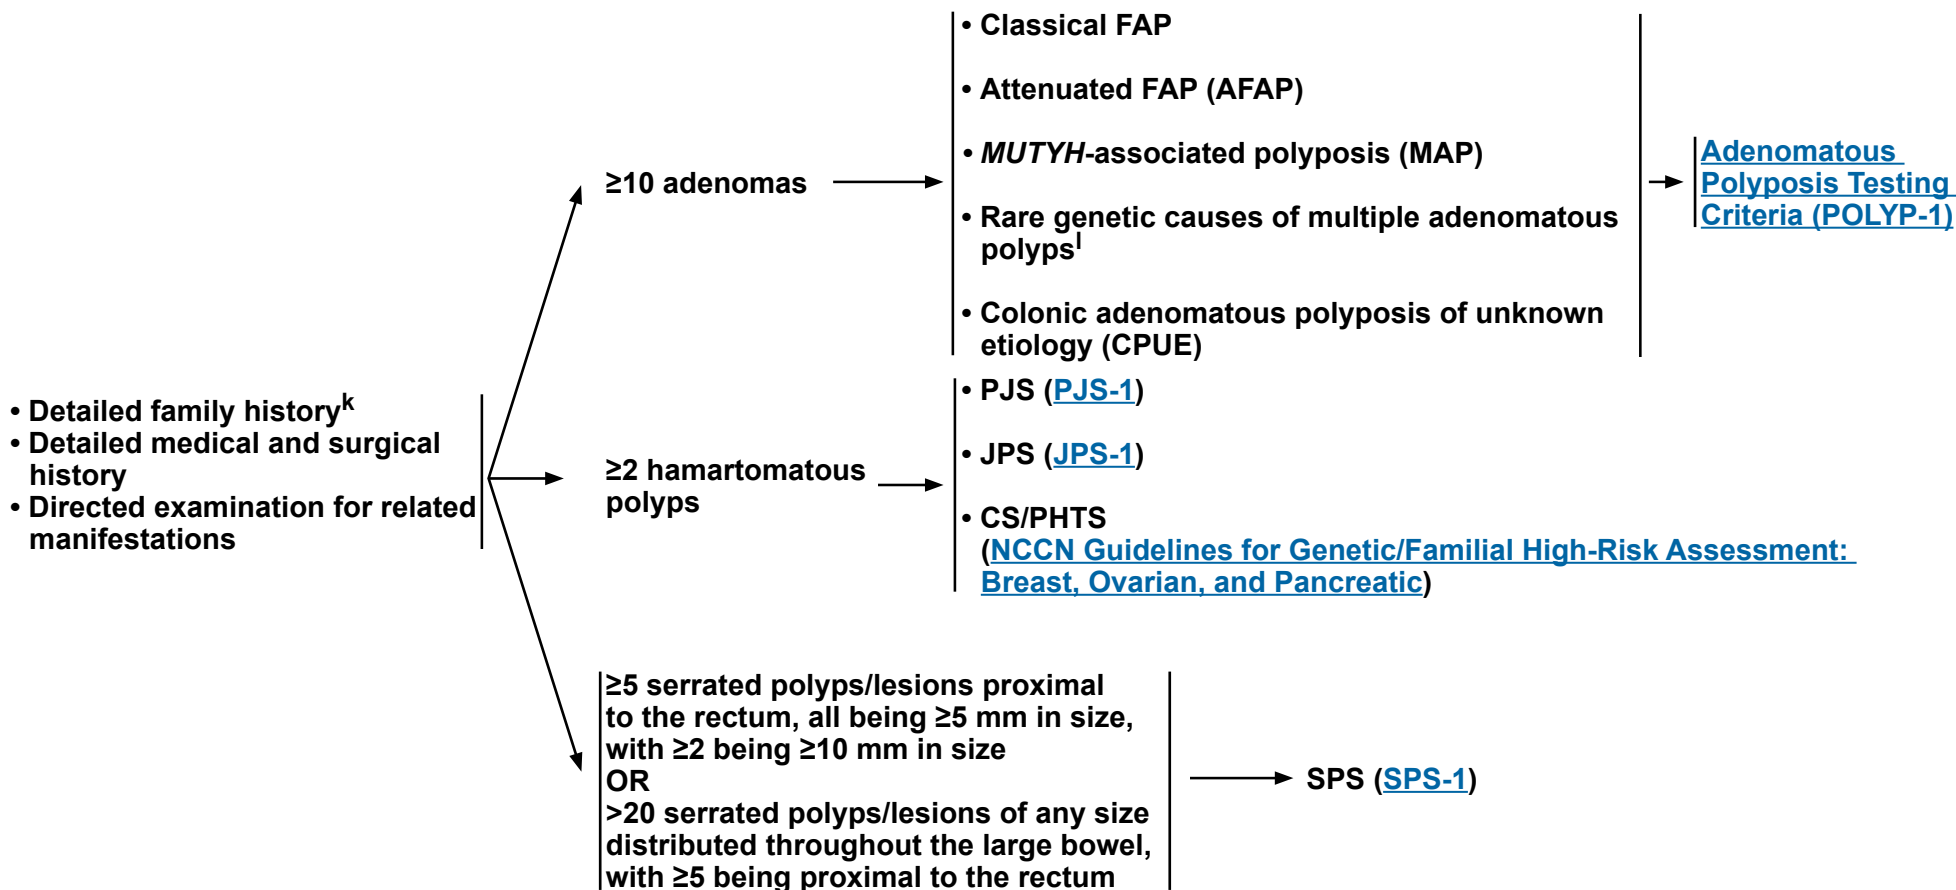 • Detailed family historyᵏ
• Detailed medical and surgical
history
• Directed examination for related
manifestations
≥10 adenomas
• Classical FAP
• Attenuated FAP (AFAP)
• MUTYH-associated polyposis (MAP)
• Rare genetic causes of multiple adenomatous
polypsˡ
• Colonic adenomatous polyposis of unknown
etiology (CPUE)
Adenomatous
Polyposis Testing
Criteria (POLYP-1)
≥2 hamartomatous
polyps
• PJS (PJS-1)
• JPS (JPS-1)
• CS/PHTS
(NCCN Guidelines for Genetic/Familial High-Risk Assessment:
Breast, Ovarian, and Pancreatic)
≥5 serrated polyps/lesions proximal
to the rectum, all being ≥5 mm in size,
with ≥2 being ≥10 mm in size
OR
>20 serrated polyps/lesions of any size
distributed throughout the large bowel,
with ≥5 being proximal to the rectum
SPS (SPS-1)